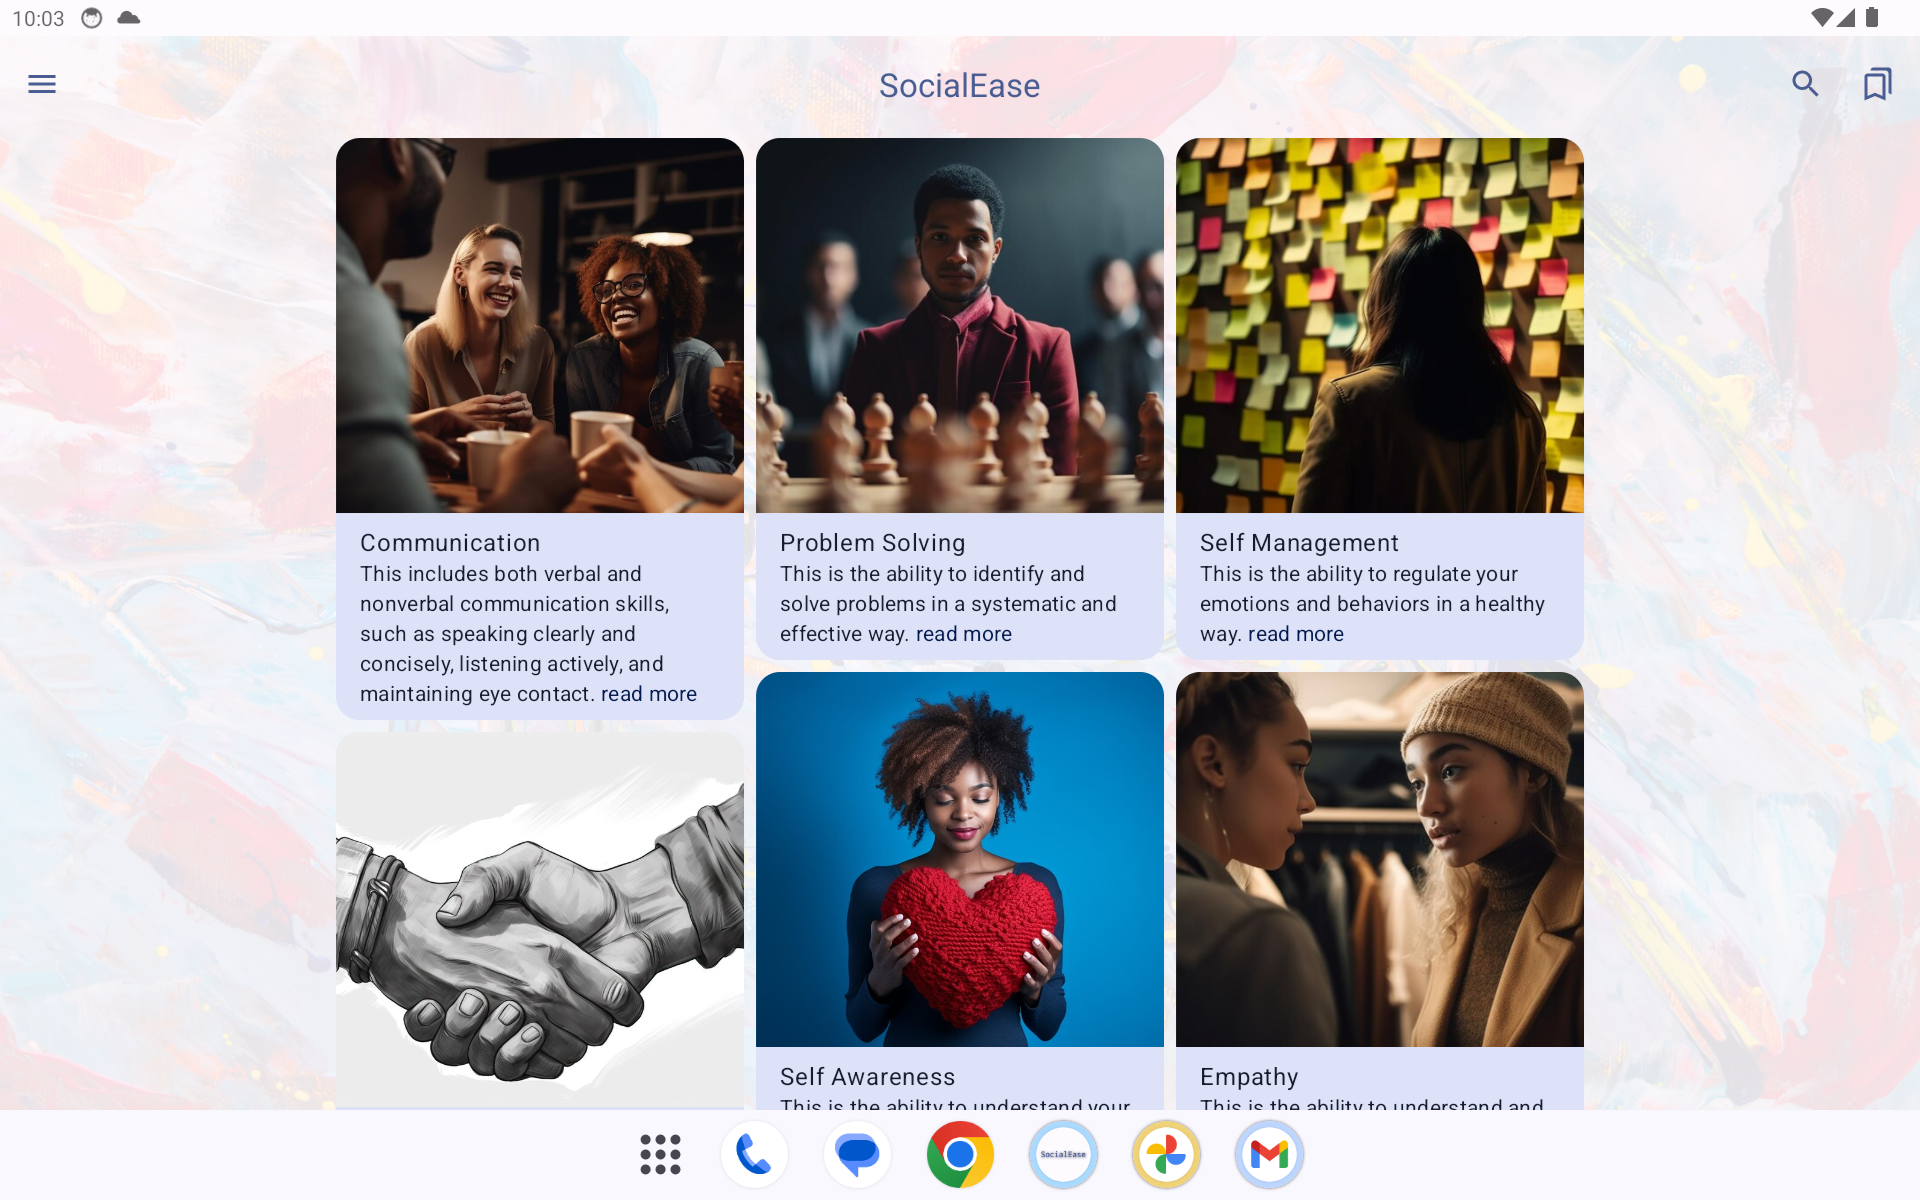 10:03
SocialEase
Communication
This includes both verbal and
nonverbal communication skills,
such as speaking clearly and
concisely, listening actively, and
maintaining eye contact. read more
Problem Solving
This is the ability to identify and
solve problems in a systematic and
effective way. read more
Self Management
This is the ability to regulate your
emotions and behaviors in a healthy
way. read more
Self Awareness
This is the ability to understand your
Empathy
This is the ability to understand and
SocialEase